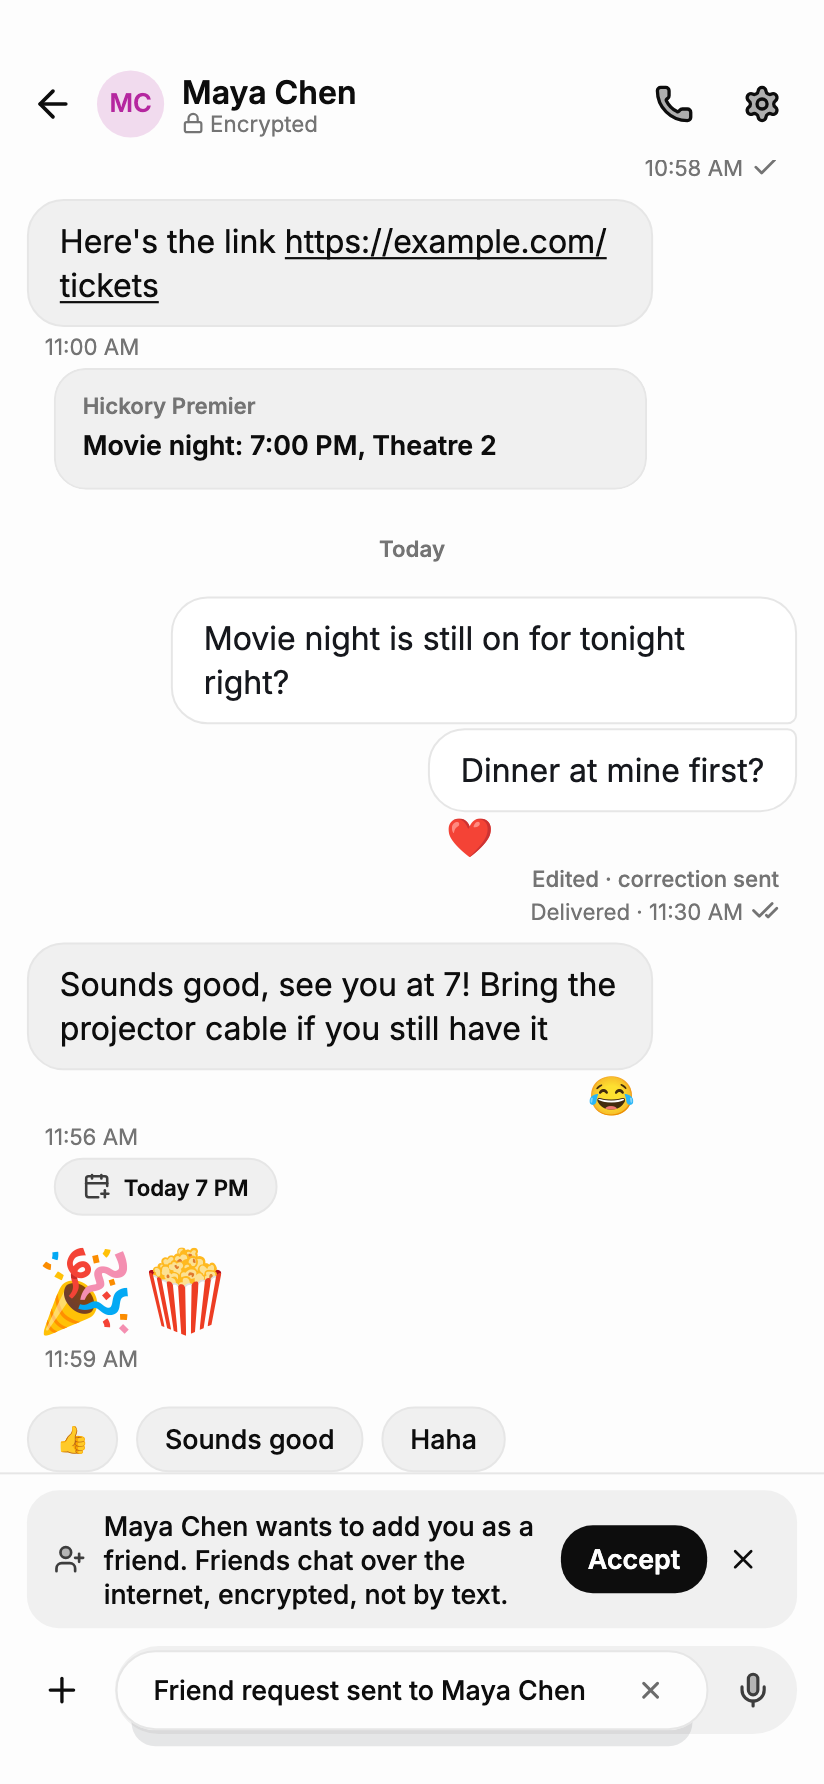 MC
Maya Chen
Encrypted
10:58 AM
Here's the link https://example.com/
tickets
11:00 AM
Hickory Premier
Movie night: 7:00 PM, Theatre 2
Today
Movie night is still on for tonight
right?
Dinner at mine first?
❤️
Edited · correction sent
Delivered · 11:30 AM
Sounds good, see you at 7! Bring the
projector cable if you still have it
😂
11:56 AM
Today 7 PM
🎉🍿
11:59 AM
👍 Sounds good Haha
Maya Chen wants to add you as a
friend. Friends chat over the
internet, encrypted, not by text.
Accept
Friend request sent to Maya Chen